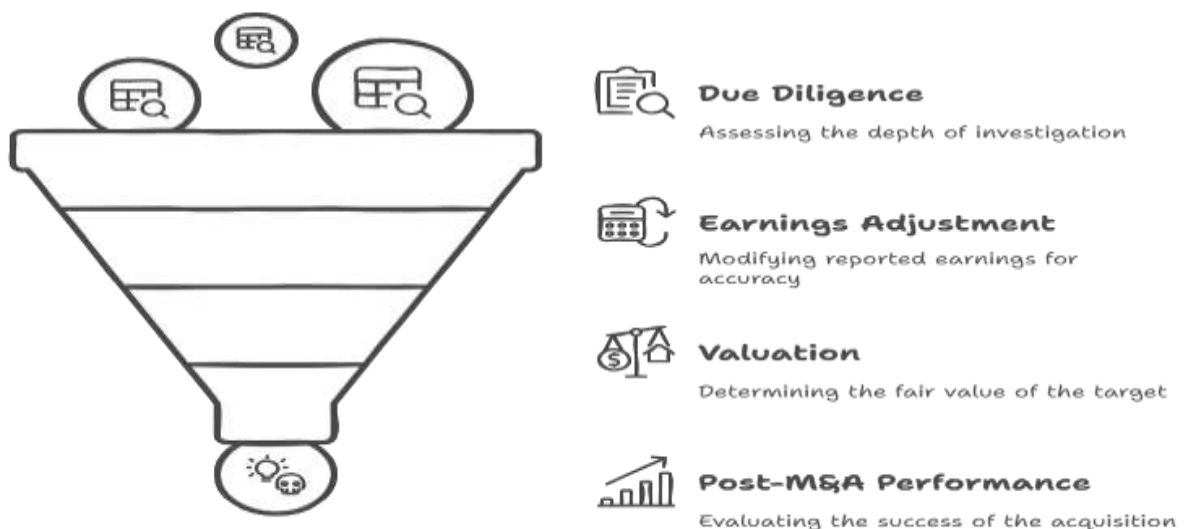 Due Diligence
Assessing the depth of investigation
Earnings Adjustment
Modifying reported earnings for
accuracy
$
Valuation
Determining the fair value of the target
Post-M&A Performance
Evaluating the success of the acquisition